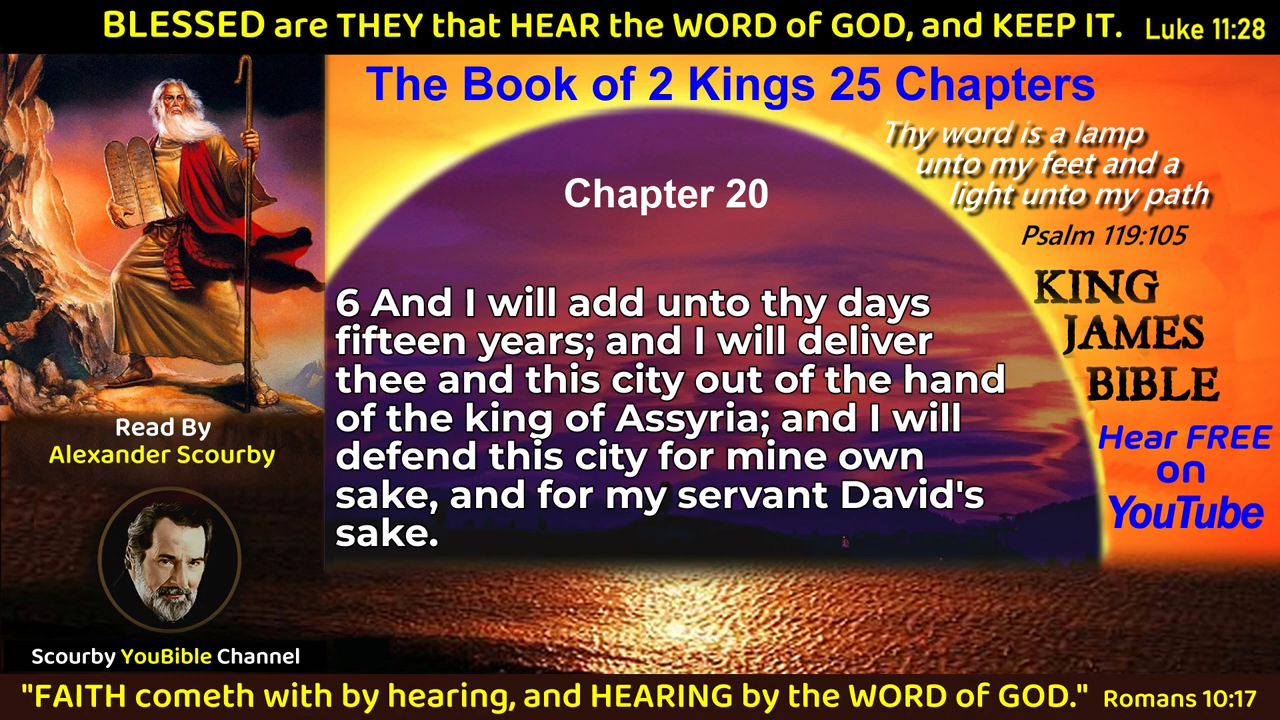 BLESSED are THEY that HEAR the WORD of GOD, and KEEP IT. Luke 11:28
The Book of 2 Kings 25 Chapters
Thy word is a lamp
unto my feet and a
light unto my path
Psalm 119:105
Chapter 20
6 And I will add unto thy days
fifteen years; and I will deliver
thee and this city out of the hand
of the king of Assyria; and I will
defend this city for mine own
sake, and for my servant David's
sake.
KING
JAMES
BIBLE
Hear FREE
on
YouTube
Read By
Alexander Scourby
Scourby YouBible Channel
"FAITH cometh with by hearing, and HEARING by the WORD of GOD." Romans 10:17